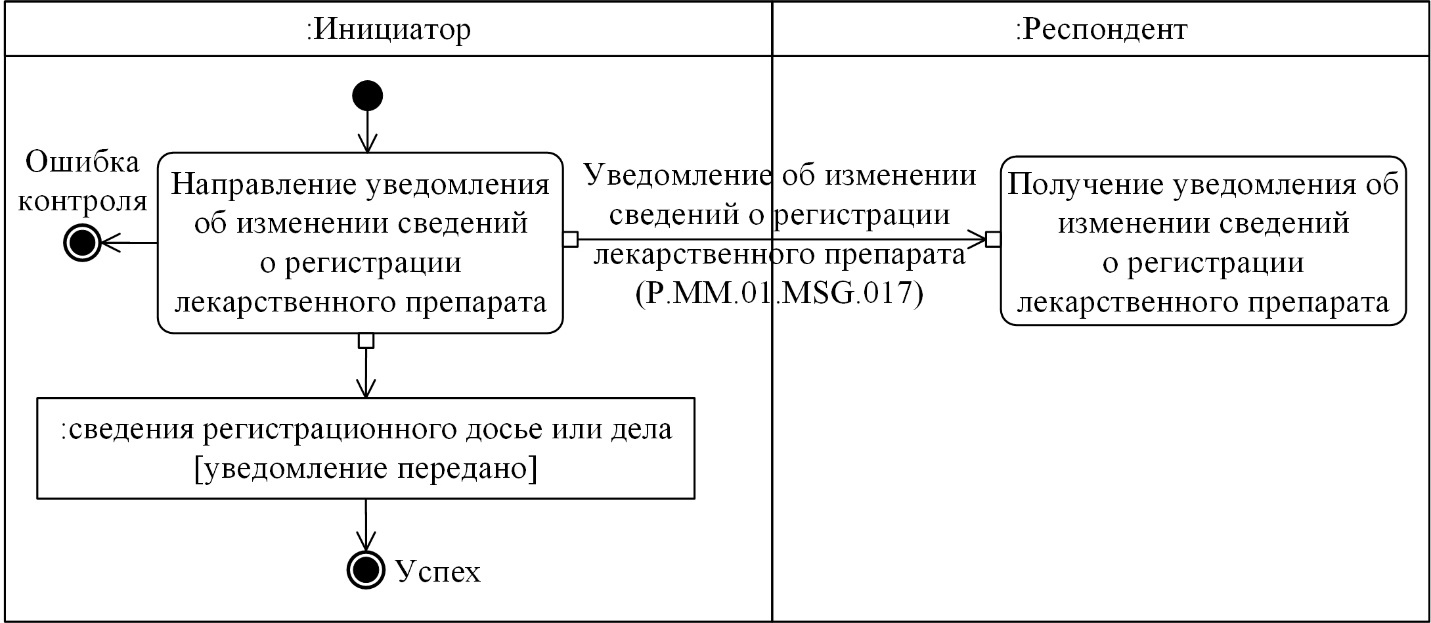 :Инициатор
:Респондент
Ошибка
контроля
Направление уведомления
об изменении сведений
о регистрации
лекарственного препарата
Уведомление об изменении
сведений о регистрации
лекарственного препарата
(P.MM.01.MSG.017)
Получение уведомления об
изменении сведений
о регистрации
лекарственного препарата
:сведения регистрационного досье или дела
[уведомление передано]
Успех